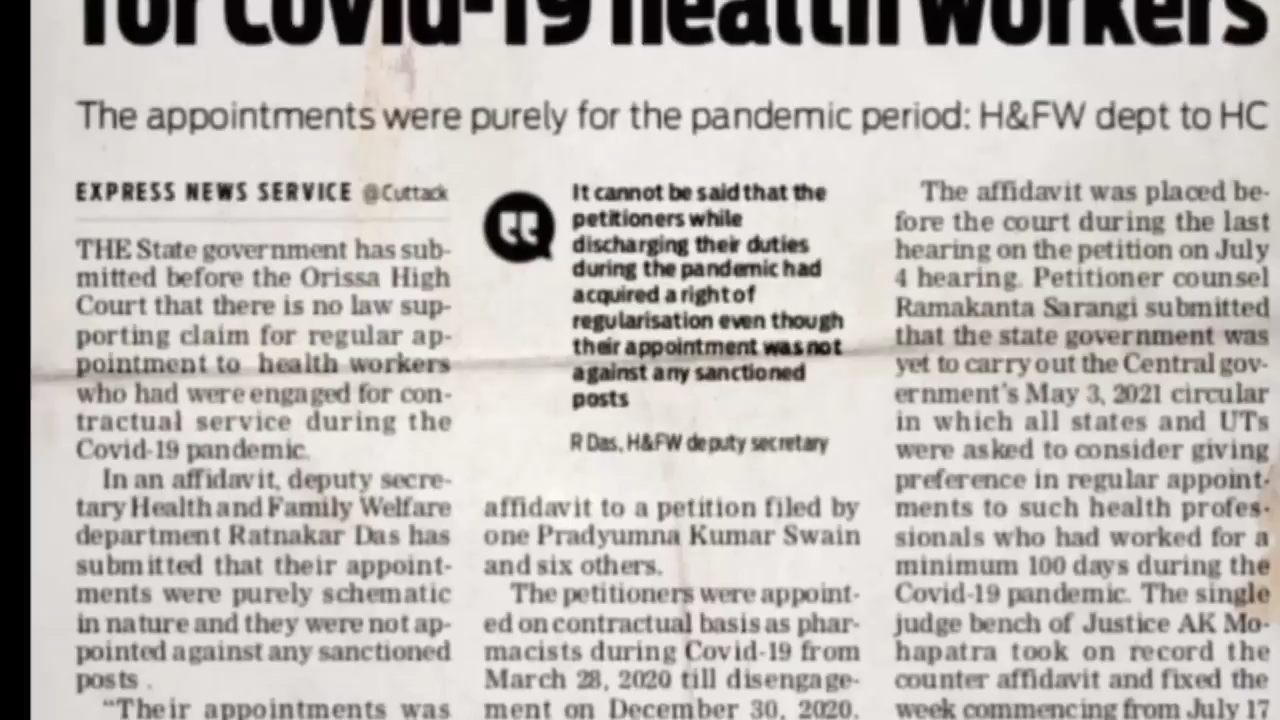 for Covid-19 health workers
The appointments were purely for the pandemic period: H&FW dept to HC
EXPRESS NEWS SERVICE @Cuttack
THE State government has sub-
mitted before the Orissa High
Court that there is no law sup-
porting claim for regular ap-
pointment to health workers
who had were engaged for con-
tractual service during the
Covid-19 pandemic.
In an affidavit, deputy secre-
tary Health and Family Welfare
department Ratnakar Das has
submitted that their appoint-
ments were purely schematic
in nature and they were not ap-
pointed against any sanctioned
posts .
“Their appointments was
It cannot be said that the
petitioners while
discharging their duties
during the pandemic had
acquired a right of
regularisation even though
their appointment was not
against any sanctioned
posts
R Das, H&FW deputy secretary
affidavit to a petition filed by
one Pradyumna Kumar Swain
and six others.
The petitioners were appoint-
ed on contractual basis as phar-
macists during Covid-19 from
March 28, 2020 till disengage-
ment on December 30, 2020.
The affidavit was placed be-
fore the court during the last
hearing on the petition on July
4 hearing. Petitioner counsel
Ramakanta Sarangi submitted
that the state government was
yet to carry out the Central gov-
ernment's May 3, 2021 circular
in which all states and UTs
were asked to consider giving
preference in regular appoint-
ments to such health profes-
sionals who had worked for a
minimum 100 days during the
Covid-19 pandemic. The single
judge bench of Justice AK Mo-
hapatra took on record the
counter affidavit and fixed the
week commencing from July 17